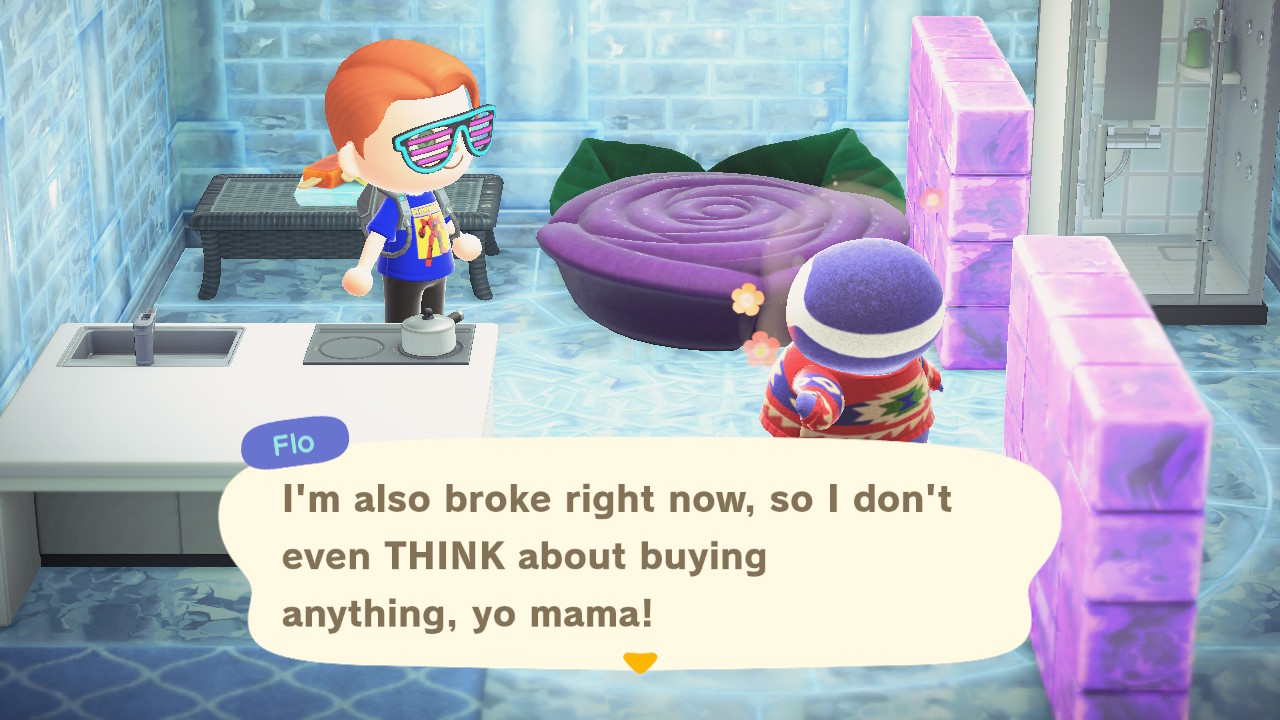 Flo
I'm also broke right now, so I don't
even THINK about buying
anything, yo mama!